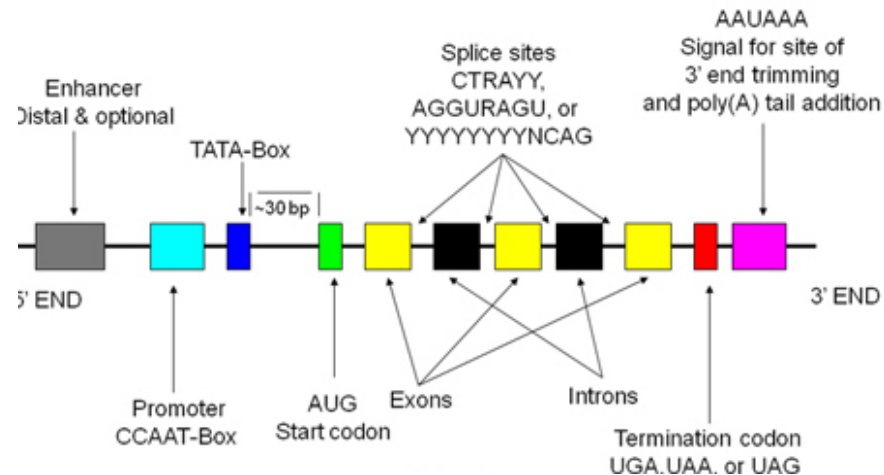 Enhancer
Distal & optional
TATA-Box
~30 bp
Splice sites
CTRAYY,
AGGURAGU, or
YYYYYYYYNCAG
AAUAAA
Signal for site of
3' end trimming
and poly(A) tail addition
5' END
3' END
Promoter
CCAAT-Box
AUG
Start codon
Exons
Introns
Termination codon
UGA,UAA, or UAG